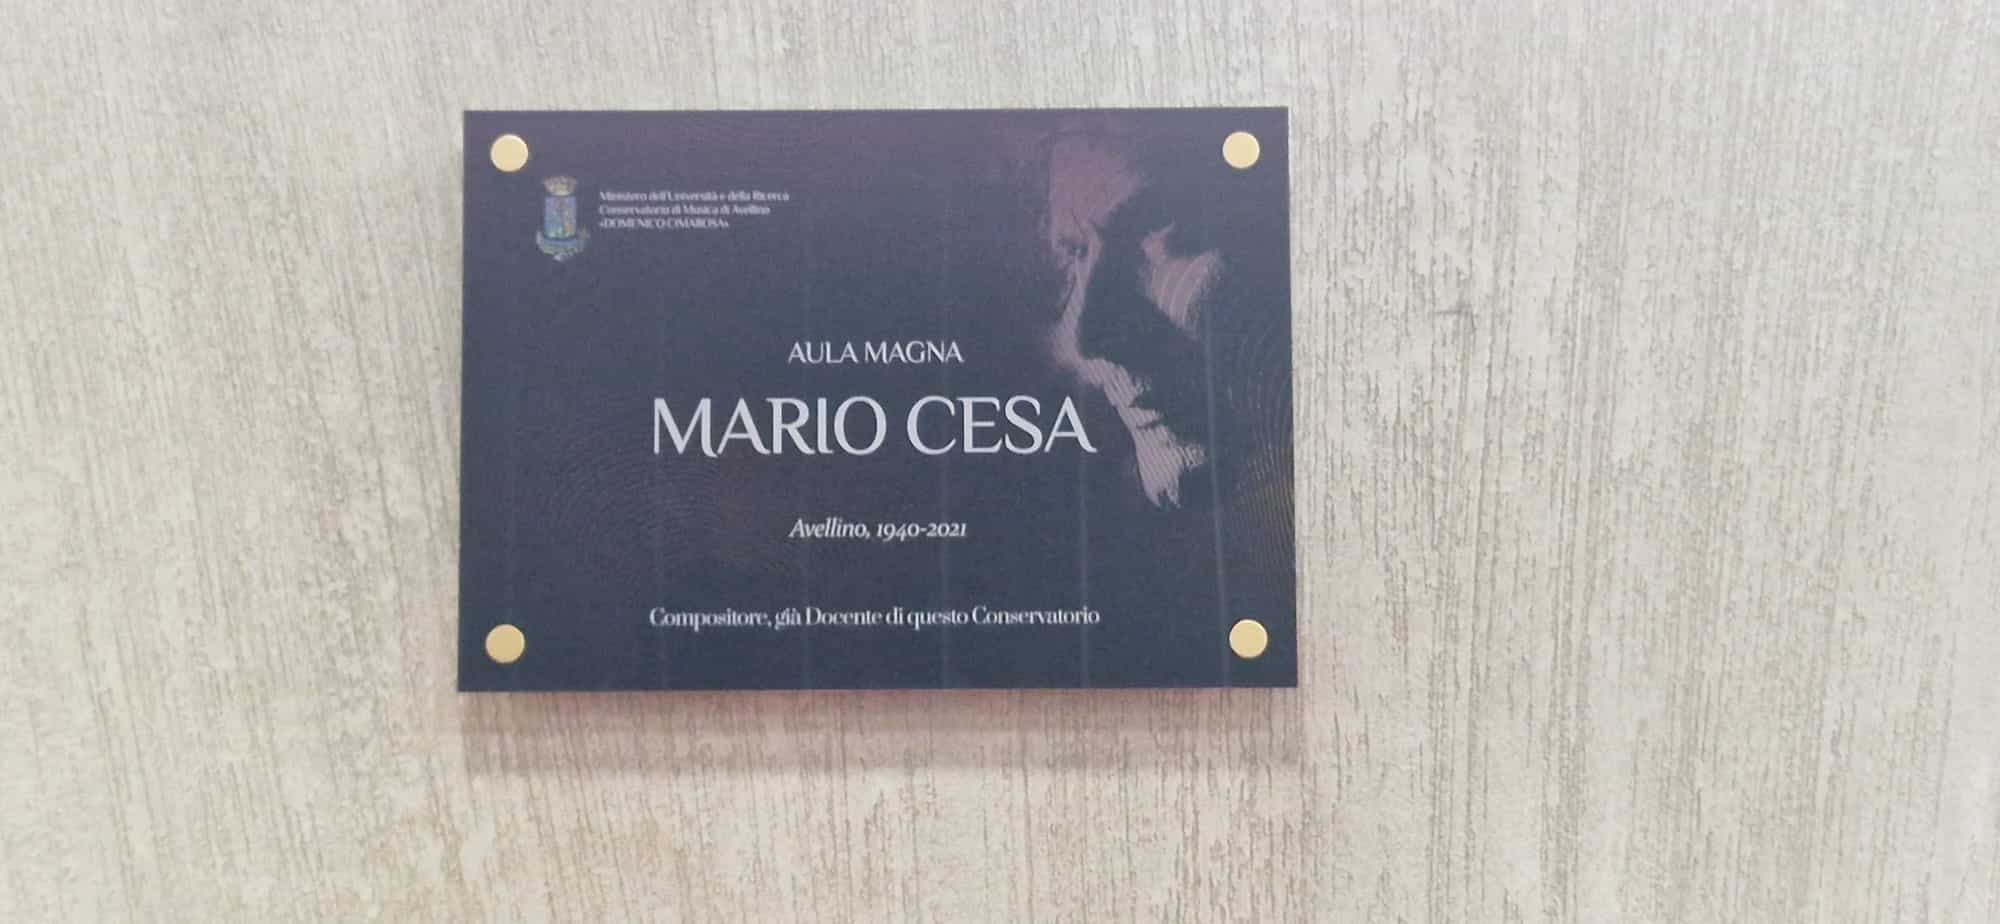 Ministero dell'Università e della Ricerca
Conservatorio di Musica di Avellino
«DOMENICO CIMAROSA»
AULA MAGNA
MARIO CESA
Avellino, 1940-2021
Compositore, già Docente di questo Conservatorio